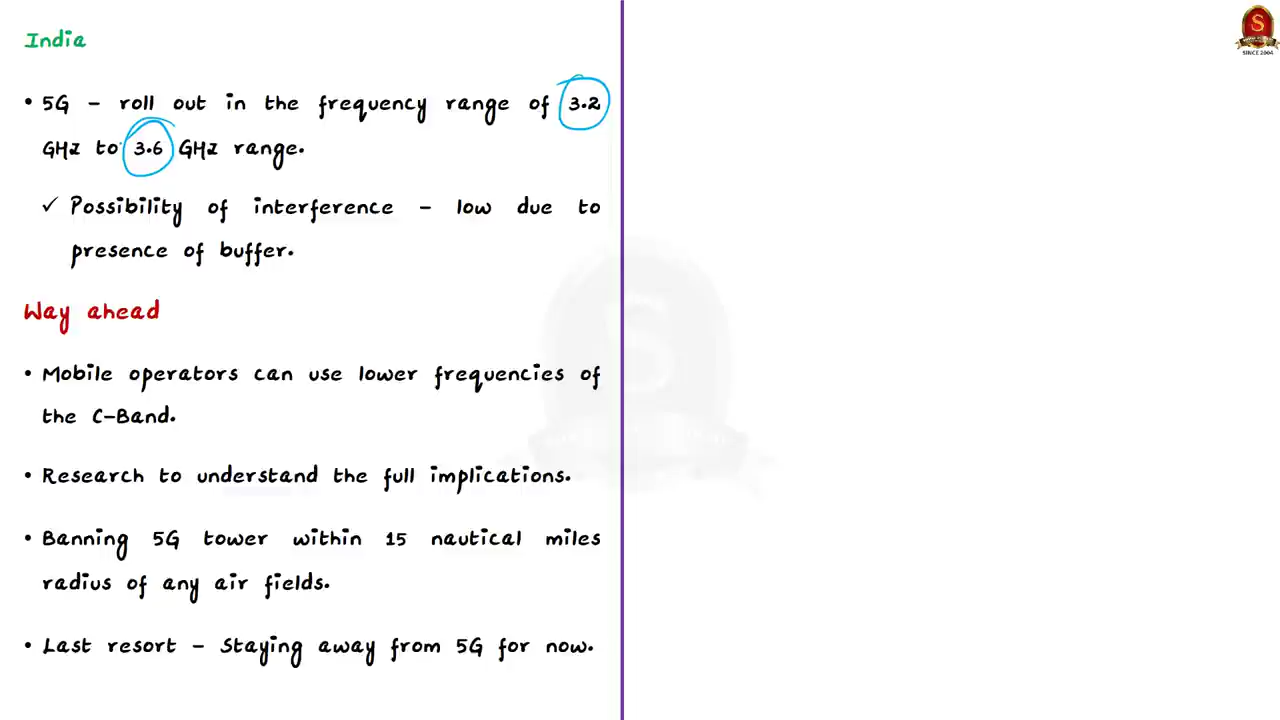 India
• 5G – roll out in the frequency range of 3.2
GHz to 3.6 GHz range.
✓ Possibility of interference – low due to
presence of buffer.
Way ahead
• Mobile operators can use lower frequencies of
the C-Band.
• Research to understand the full implications.
• Banning 5G tower within 15 nautical miles
radius of any air fields.
• Last resort – Staying away from 5G for now.
S
SINCE 2004